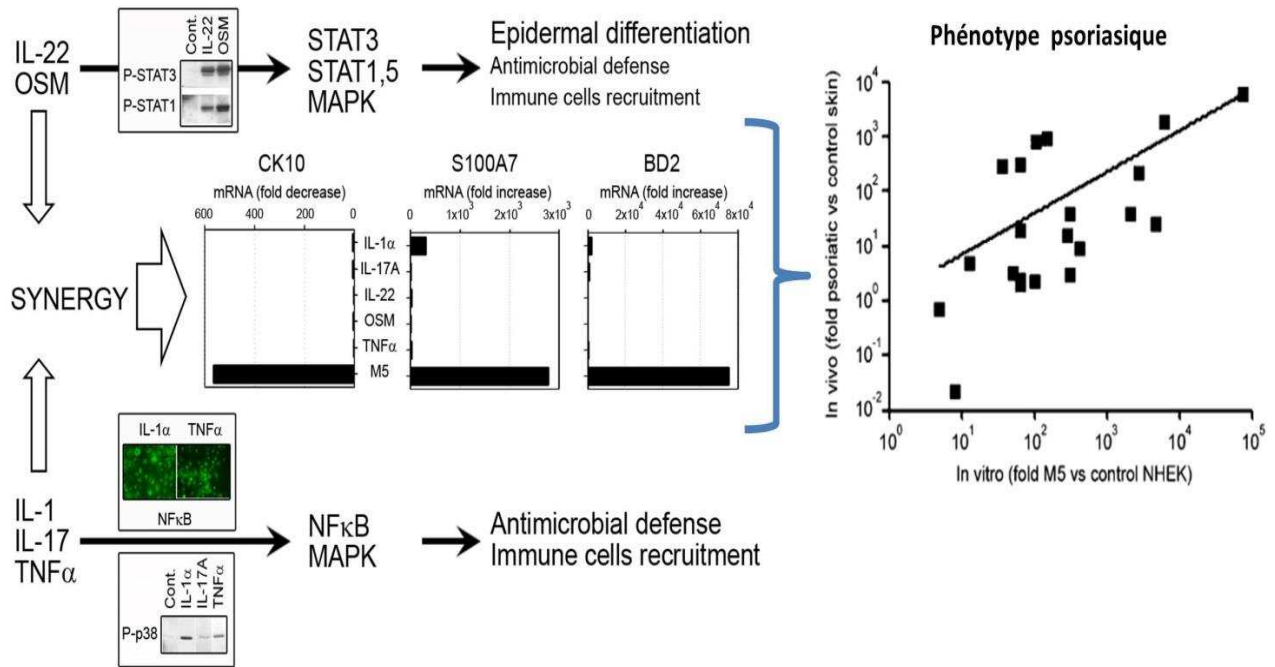 IL-22
OSM
Cont.
IL-22
OSM
P-STAT3
P-STAT1
STAT3
STAT1,5
MAPK
Epidermal differentiation
Antimicrobial defense
Immune cells recruitment
SYNERGY
CK10
mRNA (fold decrease)
600 400 200 0
S100A7
mRNA (fold increase)
0 1x10³ 2x10³ 3x10³
BD2
mRNA (fold increase)
0 2x10⁴ 4x10⁴ 6x10⁴ 8x10⁴
IL-1α
IL-17A
IL-22
OSM
TNFα
M5
IL-1
IL-17
TNFα
IL-1α TNFα
NFκB
Cont.
IL-1α
IL-17A
TNFα
P-p38
NFκB
MAPK
Antimicrobial defense
Immune cells recruitment
Phénotype psoriasique
In vivo (fold psoriatic vs control skin)
10⁴
10³
10²
10¹
10⁰
10⁻¹
10⁻²
10⁰ 10¹ 10² 10³ 10⁴ 10⁵
In vitro (fold M5 vs control NHEK)